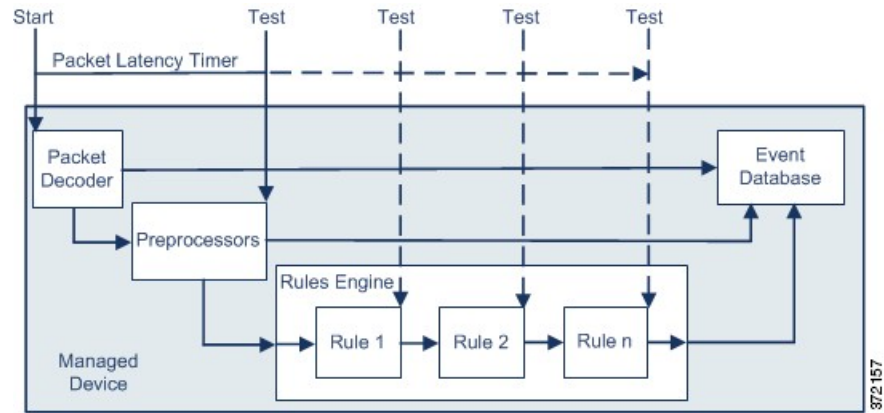 Start
Test
Test
Test
Test
Packet Latency Timer
Packet
Decoder
Event
Database
Preprocessors
Rules Engine
Rule 1
Rule 2
Rule n
Managed
Device
372157